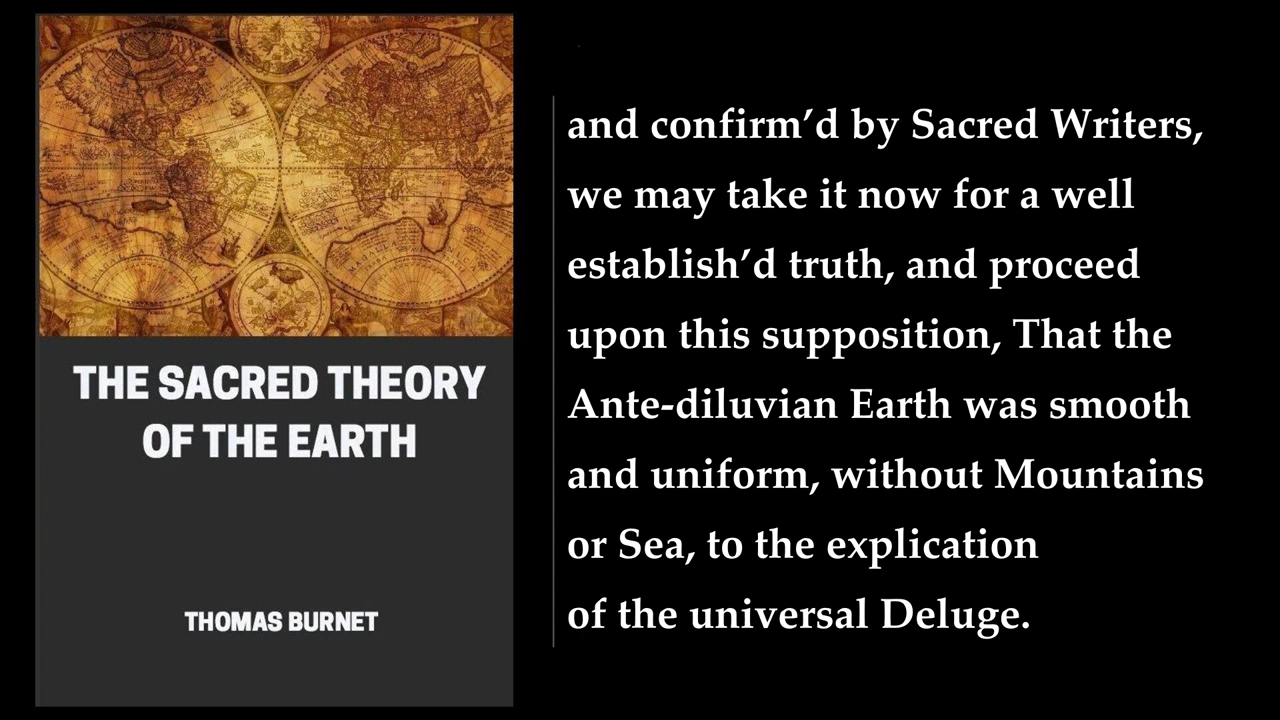 THE SACRED THEORY
OF THE EARTH
THOMAS BURNET
and confirm’d by Sacred Writers,
we may take it now for a well
establish’d truth, and proceed
upon this supposition, That the
Ante-diluvian Earth was smooth
and uniform, without Mountains
or Sea, to the explication
of the universal Deluge.